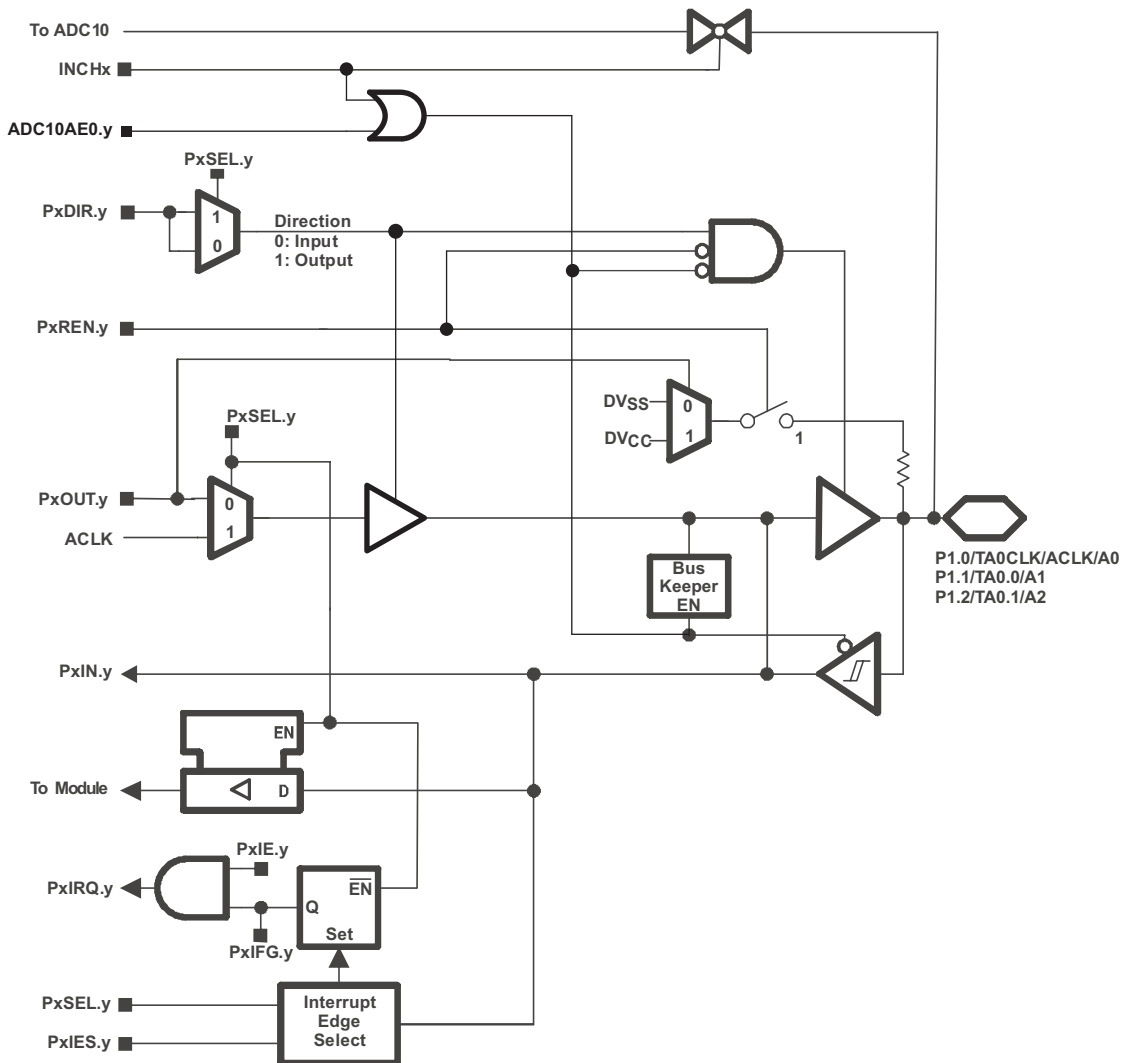 To ADC10
INCHx
ADC10AE0.y
PxSEL.y
PxDIR.y
1
0
Direction
0: Input
1: Output
PxREN.y
DVSS
0
DVCC
1
1
PxSEL.y
PxOUT.y
0
ACLK
1
Bus
Keeper
EN
P1.0/TA0CLK/ACLK/A0
P1.1/TA0.0/A1
P1.2/TA0.1/A2
PxIN.y
EN
To Module
D
PxIE.y
PxIRQ.y
EN
Q
Set
PxIFG.y
PxSEL.y
PxIES.y
Interrupt
Edge
Select